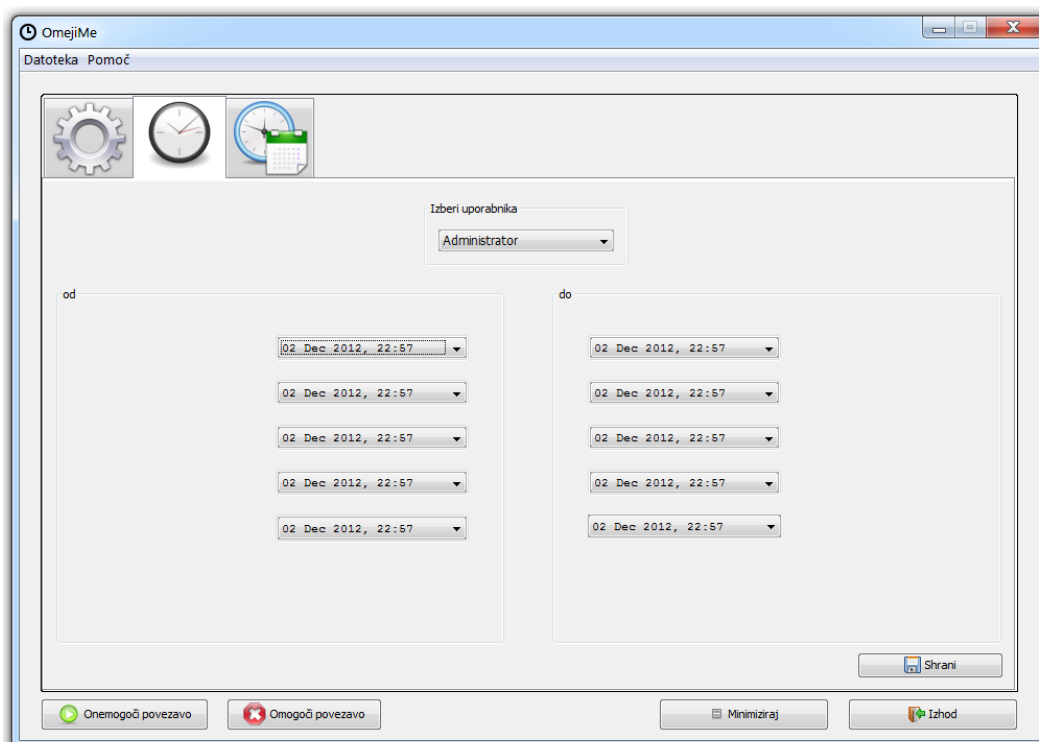 OmejiMe
Datoteka Pomoč
Izberi uporabnika
Administrator
od
do
02 Dec 2012, 22:57
02 Dec 2012, 22:57
02 Dec 2012, 22:57
02 Dec 2012, 22:57
02 Dec 2012, 22:57
02 Dec 2012, 22:57
02 Dec 2012, 22:57
02 Dec 2012, 22:57
02 Dec 2012, 22:57
02 Dec 2012, 22:57
Shrani
Onemogoči povezavo
Omogoči povezavo
Minimiziraj
Izhod